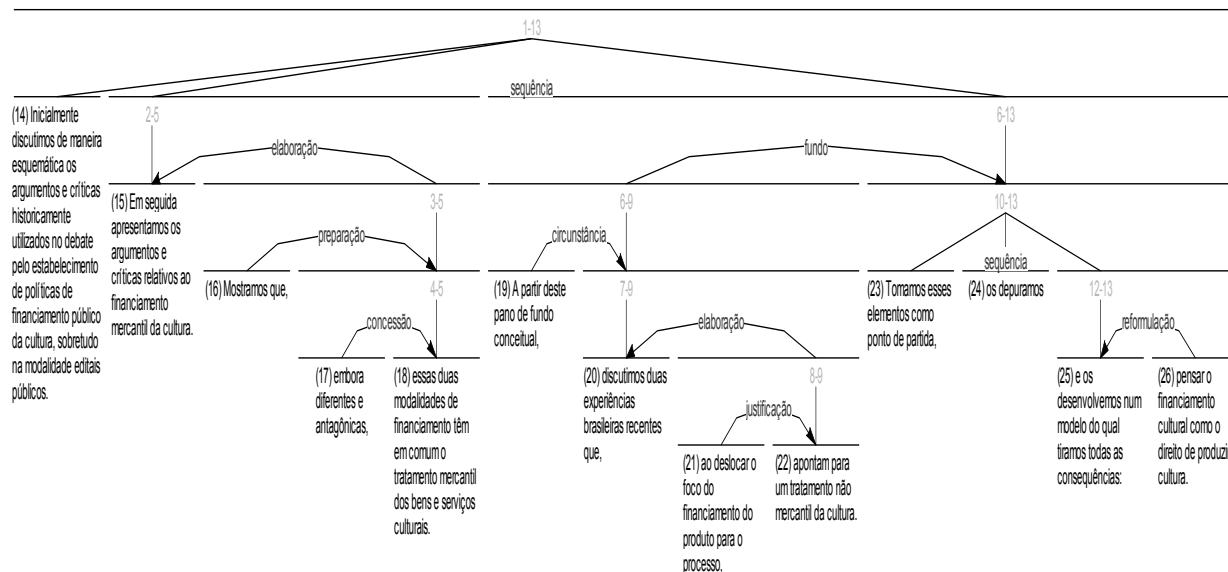 1-13
sequência
(14) Inicialmente
discutimos de maneira
esquemática os
argumentos e críticas
historicamente
utilizados no debate
pelo estabelecimento
de políticas de
financiamento público
da cultura, sobretudo
na modalidade editais
públicos.
2-5
6-13
elaboração
fundo
(15) Em seguida
apresentamos os
argumentos e
críticas relativos ao
financiamento
mercantil da cultura.
3-5
6-9
10-13
preparação
circunstância
sequência
(16) Mostramos que,
4-5
(19) A partir deste
pano de fundo
conceitual,
7-9
(23) Tomamos esses
elementos como
ponto de partida,
(24) os depuramos
12-13
concessão
elaboração
reformulação
(17) embora
diferentes e
antagônicas,
(18) essas duas
modalidades de
financiamento têm
em comum o
tratamento mercantil
dos bens e serviços
culturais.
(20) discutimos duas
experiências
brasileiras recentes
que,
8-9
(25) e os
desenvolvemos num
modelo do qual
tiramos todas as
consequências:
(26) pensar o
financiamento
cultural como o
direito de produzi
cultura.
justificação
(21) ao deslocar o
foco do
financiamento do
produto para o
processo,
(22) apontam para
um tratamento não
mercantil da cultura.